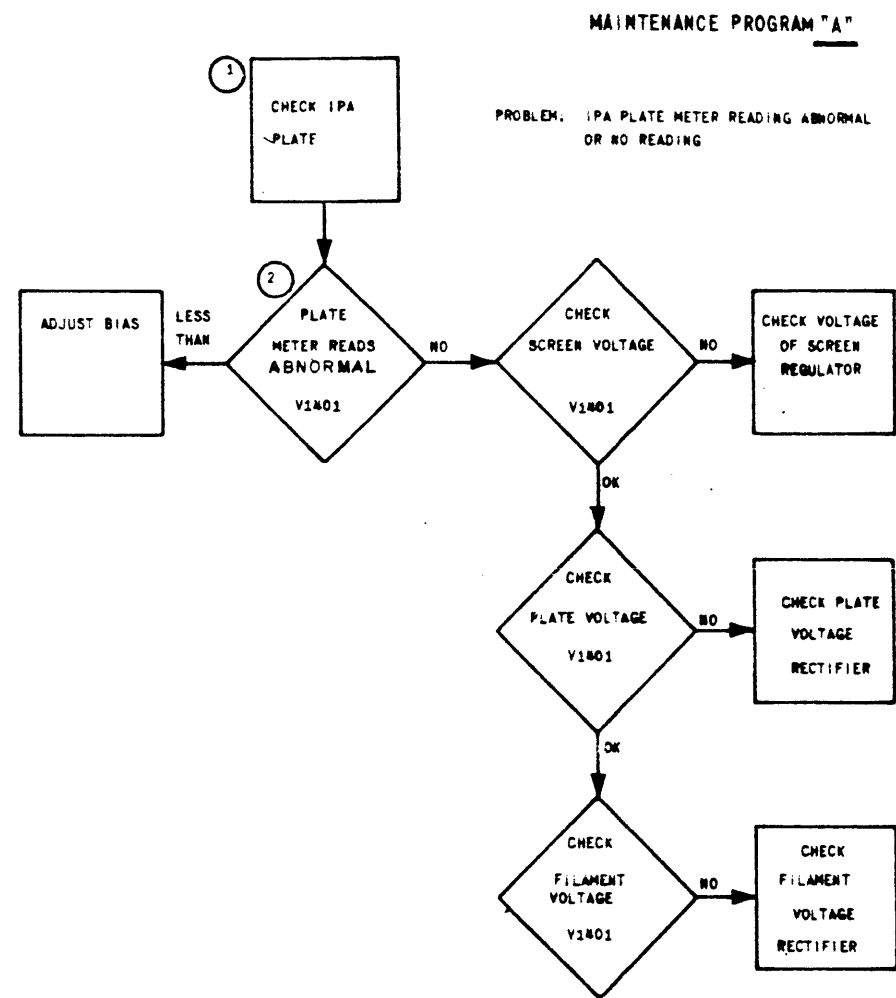 MAINTENANCE PROGRAM "A"
PROBLEM: IPA PLATE METER READING ABNORMAL
OR NO READING
1
CHECK IPA
PLATE
2
PLATE
METER READS
ABNORMAL
V1401
LESS
THAN
ADJUST BIAS
NO
CHECK
SCREEN VOLTAGE
V1401
NO
CHECK VOLTAGE
OF SCREEN
REGULATOR
OK
CHECK
PLATE VOLTAGE
V1401
NO
CHECK PLATE
VOLTAGE
RECTIFIER
OK
CHECK
FILAMENT
VOLTAGE
V1401
NO
CHECK
FILAMENT
VOLTAGE
RECTIFIER